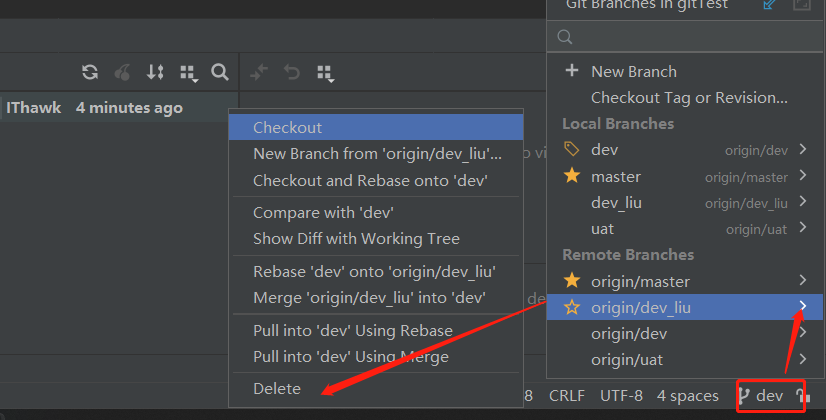 Git Branches in gitTest
New Branch
Checkout Tag or Revision...
Local Branches
dev origin/dev
master origin/master
dev_liu origin/dev_liu
uat origin/uat
Remote Branches
origin/master
origin/dev_liu
origin/dev
origin/uat
IThawk 4 minutes ago
Checkout
New Branch from 'origin/dev_liu'...
Checkout and Rebase onto 'dev'
Compare with 'dev'
Show Diff with Working Tree
Rebase 'dev' onto 'origin/dev_liu'
Merge 'origin/dev_liu' into 'dev'
Pull into 'dev' Using Rebase
Pull into 'dev' Using Merge
Delete
8 CRLF UTF-8 4 spaces dev